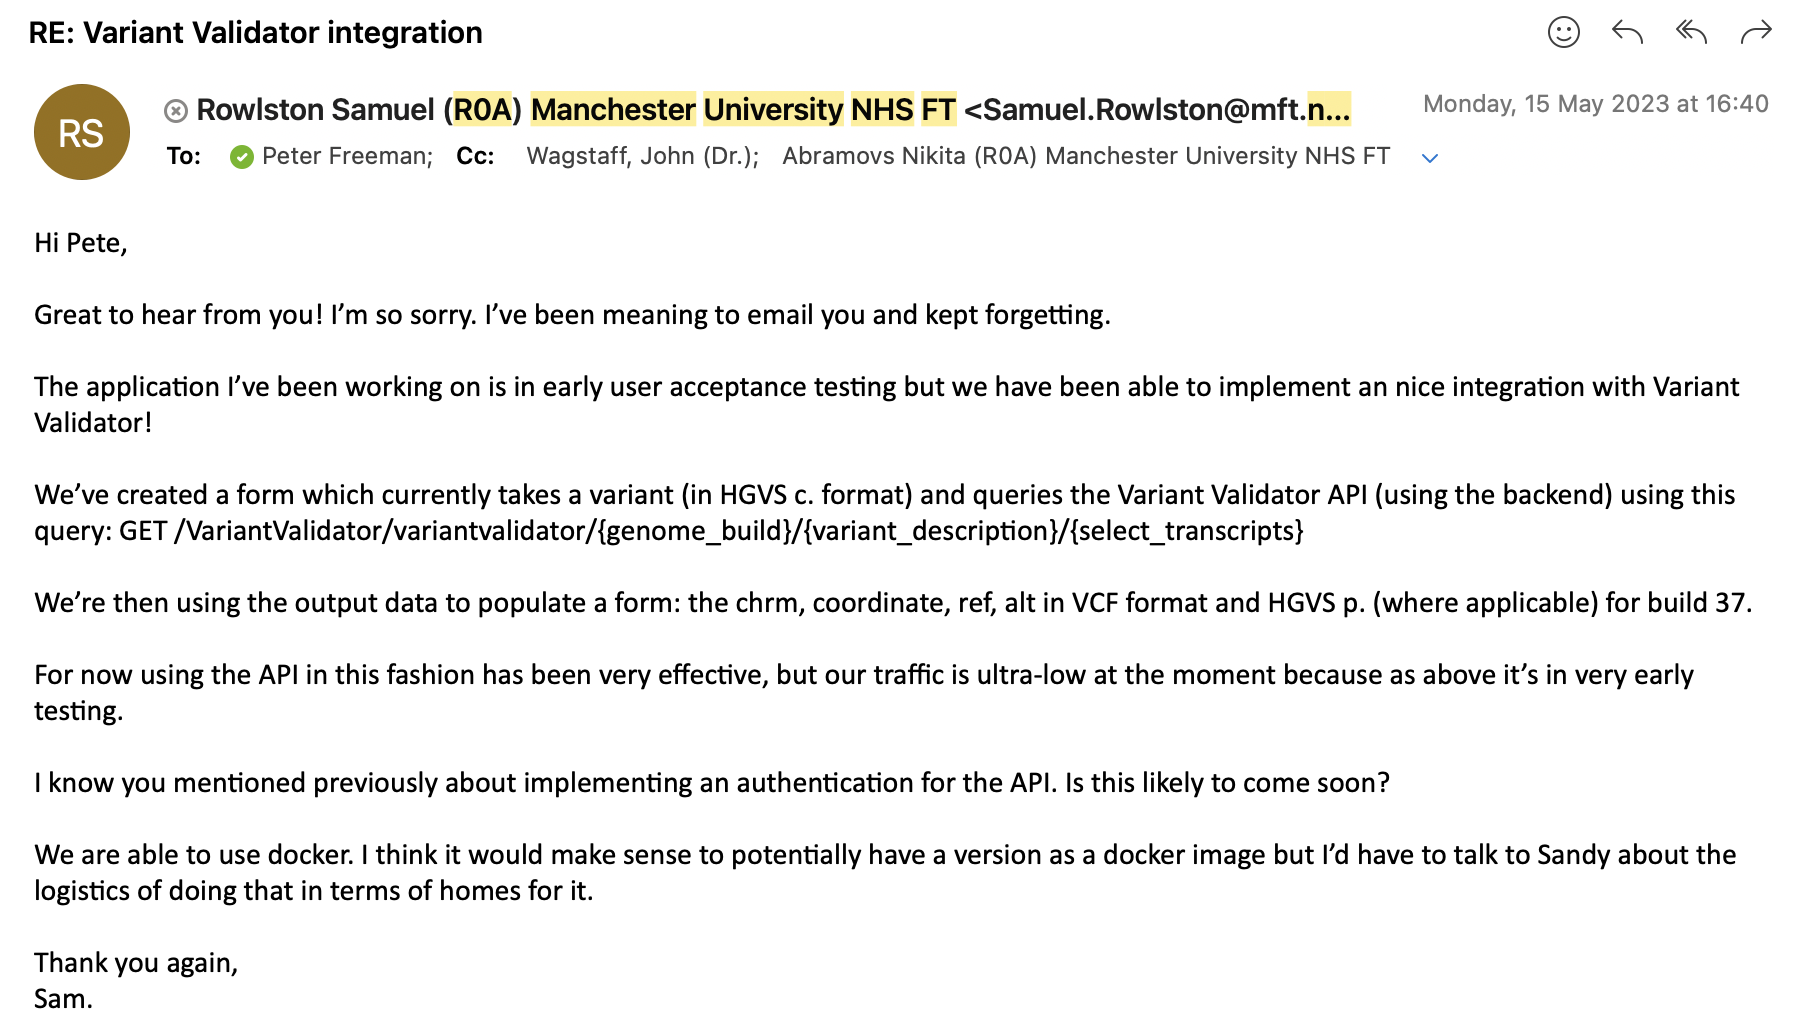 RE: Variant Validator integration
RS
Rowlston Samuel (R0A) Manchester University NHS FT <Samuel.Rowlston@mft.n...
Monday, 15 May 2023 at 16:40
To: Peter Freeman; Cc: Wagstaff, John (Dr.); Abramovs Nikita (R0A) Manchester University NHS FT
Hi Pete,
Great to hear from you! I’m so sorry. I’ve been meaning to email you and kept forgetting.
The application I’ve been working on is in early user acceptance testing but we have been able to implement an nice integration with Variant
Validator!
We’ve created a form which currently takes a variant (in HGVS c. format) and queries the Variant Validator API (using the backend) using this
query: GET /VariantValidator/variantvalidator/{genome_build}/{variant_description}/{select_transcripts}
We’re then using the output data to populate a form: the chrm, coordinate, ref, alt in VCF format and HGVS p. (where applicable) for build 37.
For now using the API in this fashion has been very effective, but our traffic is ultra-low at the moment because as above it’s in very early
testing.
I know you mentioned previously about implementing an authentication for the API. Is this likely to come soon?
We are able to use docker. I think it would make sense to potentially have a version as a docker image but I’d have to talk to Sandy about the
logistics of doing that in terms of homes for it.
Thank you again,
Sam.